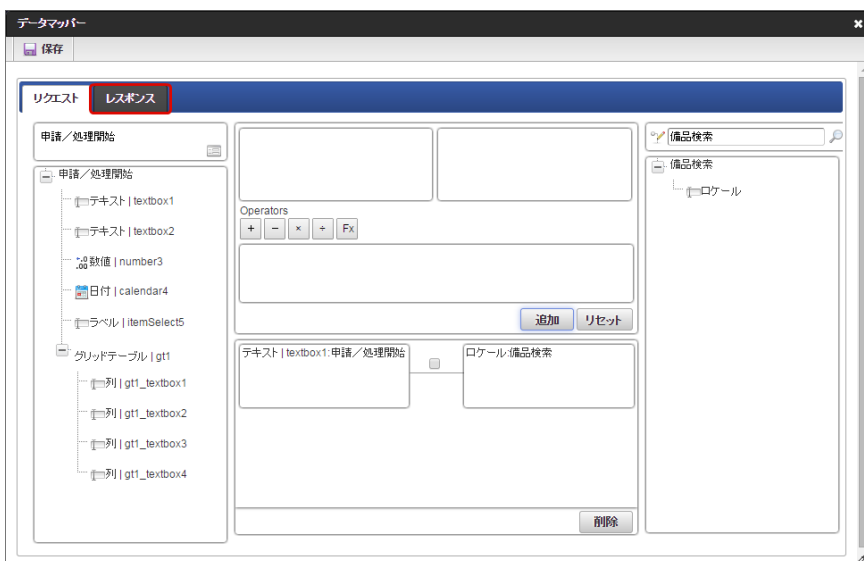 データマッパー
保存
リクエスト レスポンス
申請／処理開始
申請／処理開始
テキスト | textbox1
テキスト | textbox2
数値 | number3
日付 | calendar4
ラベル | itemSelect5
グリッドテーブル | gt1
列 | gt1_textbox1
列 | gt1_textbox2
列 | gt1_textbox3
列 | gt1_textbox4
Operators
+ − × ÷ Fx
追加 リセット
テキスト | textbox1:申請／処理開始
ロケール:備品検索
削除
備品検索
備品検索
ロケール